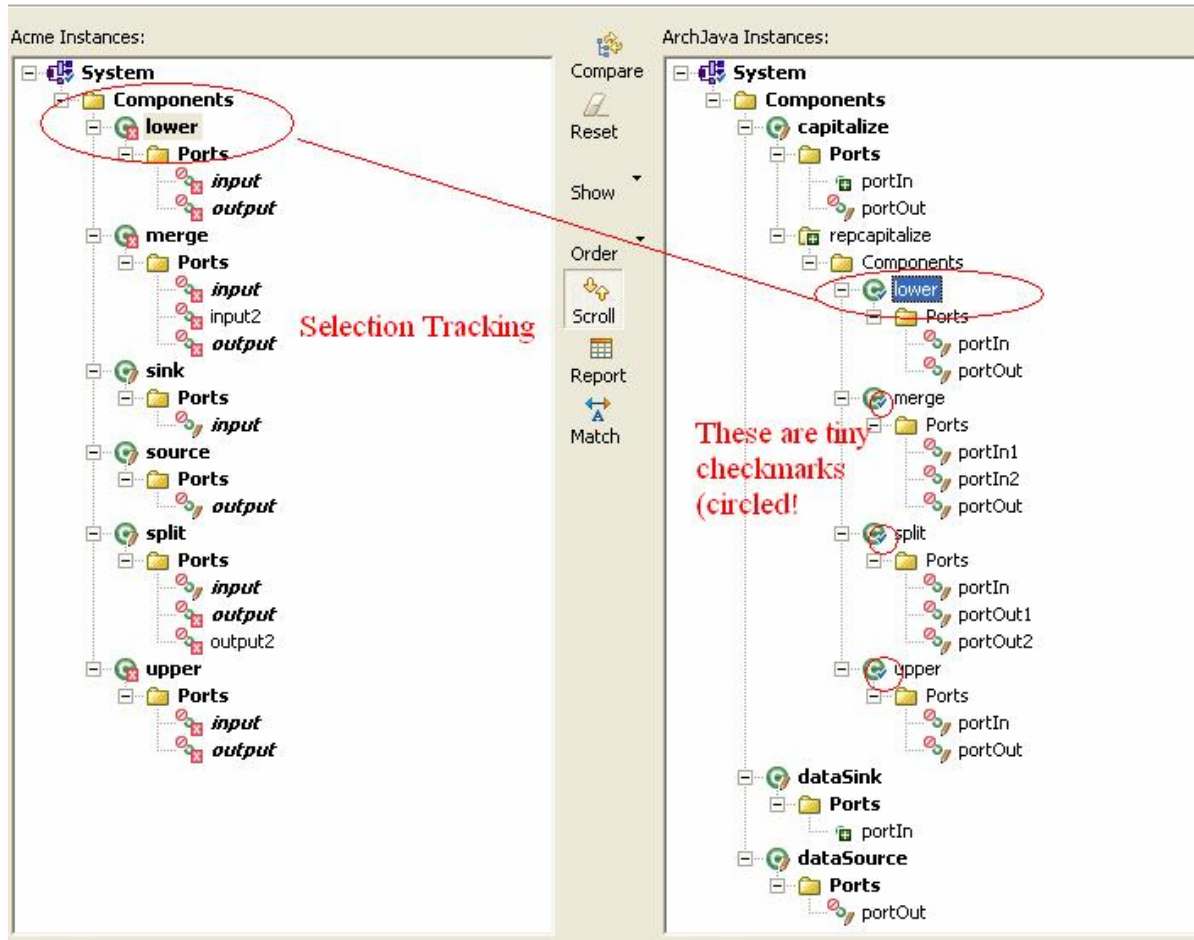 Acme Instances:
System
Components
lower
Ports
input
output
merge
Ports
input
input2
output
sink
Ports
input
source
Ports
output
split
Ports
input
output
output2
upper
Ports
input
output
Selection Tracking
Compare
Reset
Show
Order
Scroll
Report
Match
ArchJava Instances:
System
Components
capitalize
Ports
portIn
portOut
repcapitalize
Components
lower
Ports
portIn
portOut
merge
Ports
portIn1
portIn2
portOut
split
Ports
portIn
portOut1
portOut2
upper
Ports
portIn
portOut
dataSink
Ports
portIn
dataSource
Ports
portOut
These are tiny
checkmarks
(circled!